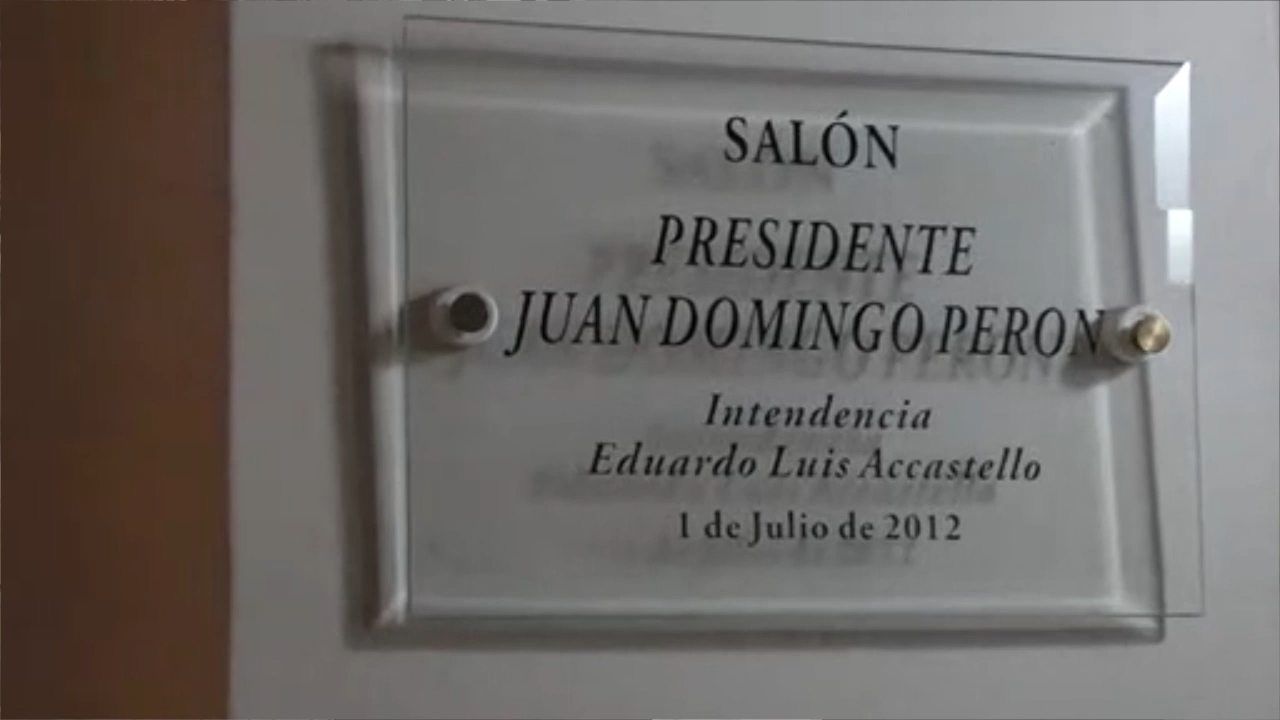 SALÓN
PRESIDENTE
JUAN DOMINGO PERON
Intendencia
Eduardo Luis Accastello
1 de Julio de 2012